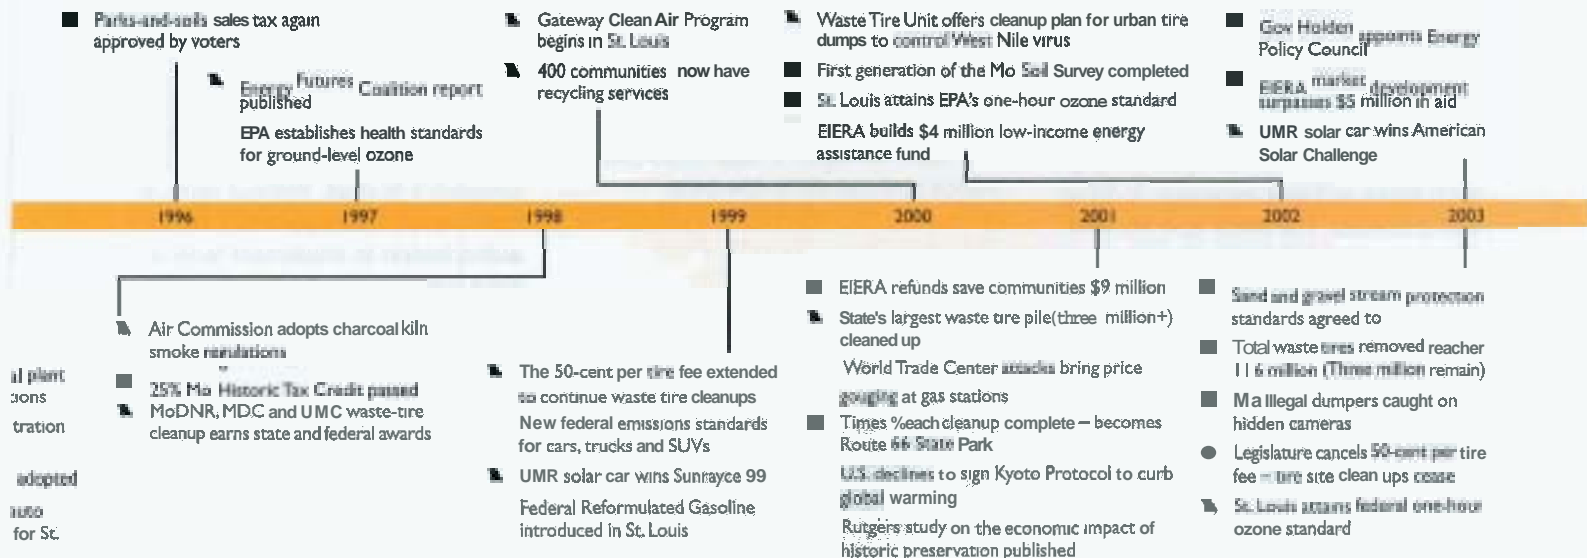 Parks-and-soils sales tax again
approved by voters
Energy Futures Coalition report
published
EPA establishes health standards
for ground-level ozone
Gateway Clean Air Program
begins in St. Louis
400 communities now have
recycling services
Waste Tire Unit offers cleanup plan for urban tire
dumps to control West Nile virus
First generation of the Mo Soil Survey completed
St. Louis attains EPA's one-hour ozone standard
EIERA builds $4 million low-income energy
assistance fund
Gov Holden appoints Energy
Policy Council
EIERA market development
surpasses $5 million in aid
UMR solar car wins American
Solar Challenge
1996 1997 1998 1999 2000 2001 2002 2003
al plant
tions
tration
adopted
auto
for St.
Air Commission adopts charcoal kiln
smoke regulations
25% Mo Historic Tax Credit passed
MoDNR, MDC and UMC waste-tire
cleanup earns state and federal awards
The 50-cent per tire fee extended
to continue waste tire cleanups
New federal emissions standards
for cars, trucks and SUVs
UMR solar car wins Sunrayce 99
Federal Reformulated Gasoline
introduced in St. Louis
EIERA refunds save communities $9 million
State's largest waste tire pile(three million+)
cleaned up
World Trade Center attacks bring price
gouging at gas stations
Times %each cleanup complete – becomes
Route 66 State Park
U.S. declines to sign Kyoto Protocol to curb
global warming
Rutgers study on the economic impact of
historic preservation published
Sand and gravel stream protection
standards agreed to
Total waste tires removed reacher
11 6 million (Three million remain)
Ma Illegal dumpers caught on
hidden cameras
Legislature cancels 50-cent per tire
fee – tire site clean ups cease
St. Louis attains federal one-hour
ozone standard